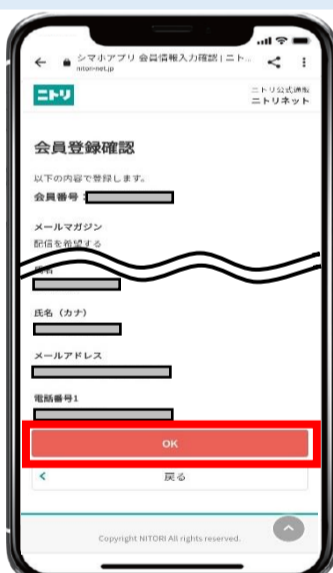 シマホアプリ 会員情報入力確認 | ニト...
nitori-net.jp
ニトリ
ニトリ公式通販
ニトリネット
会員登録確認
以下の内容で登録します。
会員番号：
メールマガジン
配信を希望する
氏名
氏名（カナ）
メールアドレス
電話番号1
OK
戻る
Copyright NITORI All rights reserved.